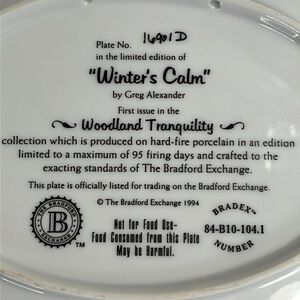 Plate No. 16901D
in the limited edition of
"Winter's Calm"
by Greg Alexander
First issue in the
Woodland Tranquility
collection which is produced on hard-fire porcelain in an edition
limited to a maximum of 95 firing days and crafted to the
exacting standards of The Bradford Exchange.
This plate is officially listed for trading on the Bradford Exchange.
© The Bradford Exchange 1994
THE BRADFORD EXCHANGE
B
Not for Food Use-
Food Consumed from this Plate
May be Harmful.
BRADEX™
84-B10-104.1
NUMBER